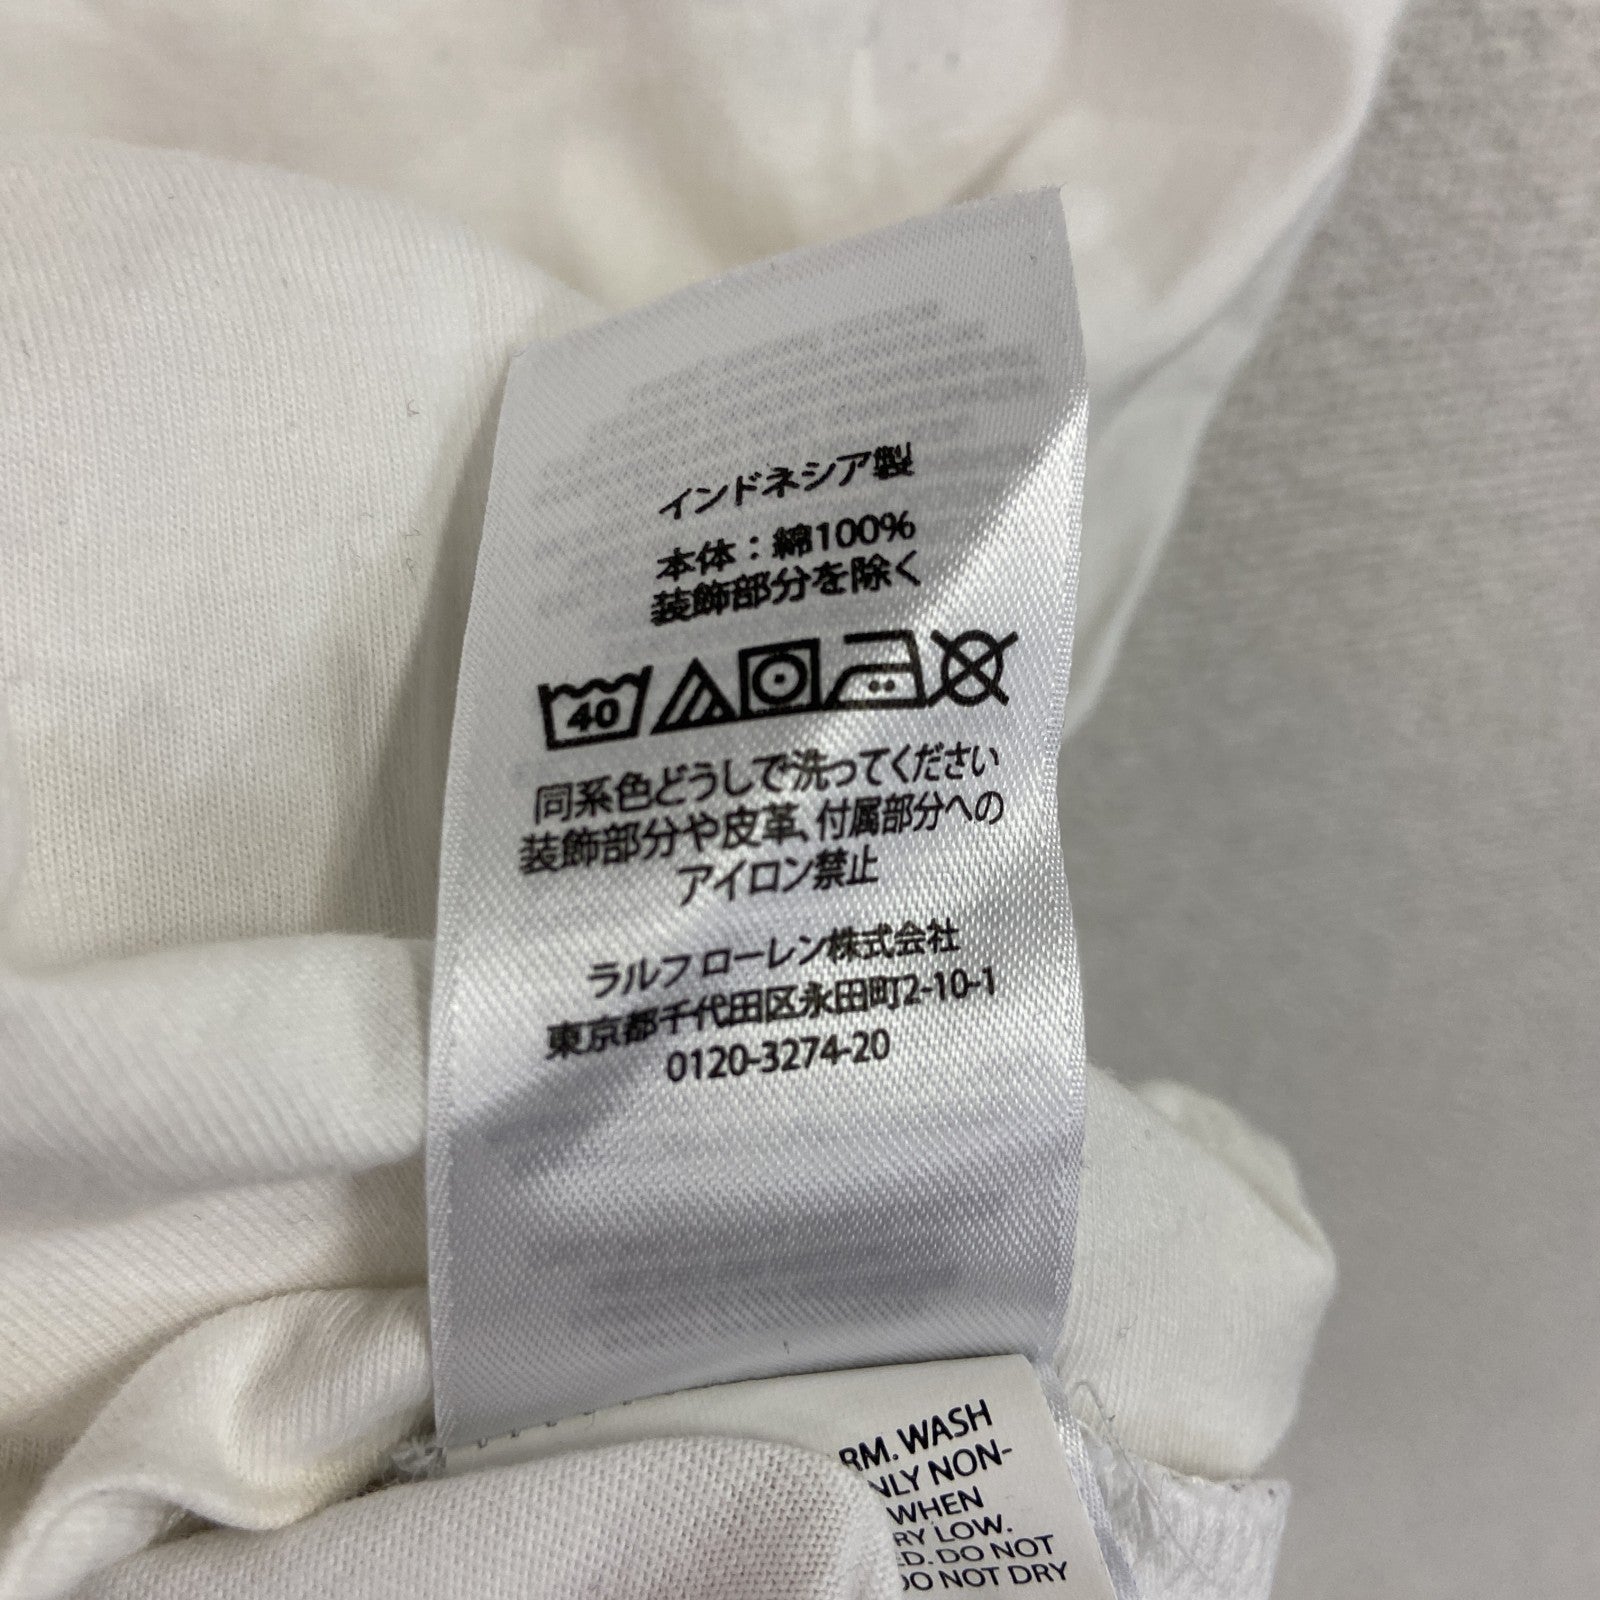 インドネシア製
本体：綿100%
装飾部分を除く
40
同系色どうしで洗ってください
装飾部分や皮革、付属部分への
アイロン禁止
ラルフ ローレン株式会社
東京都千代田区永田町2-10-1
0120-3274-20
RM. WASH
NLY NON-
WHEN
RY LOW.
D. DO NOT
DO NOT DRY